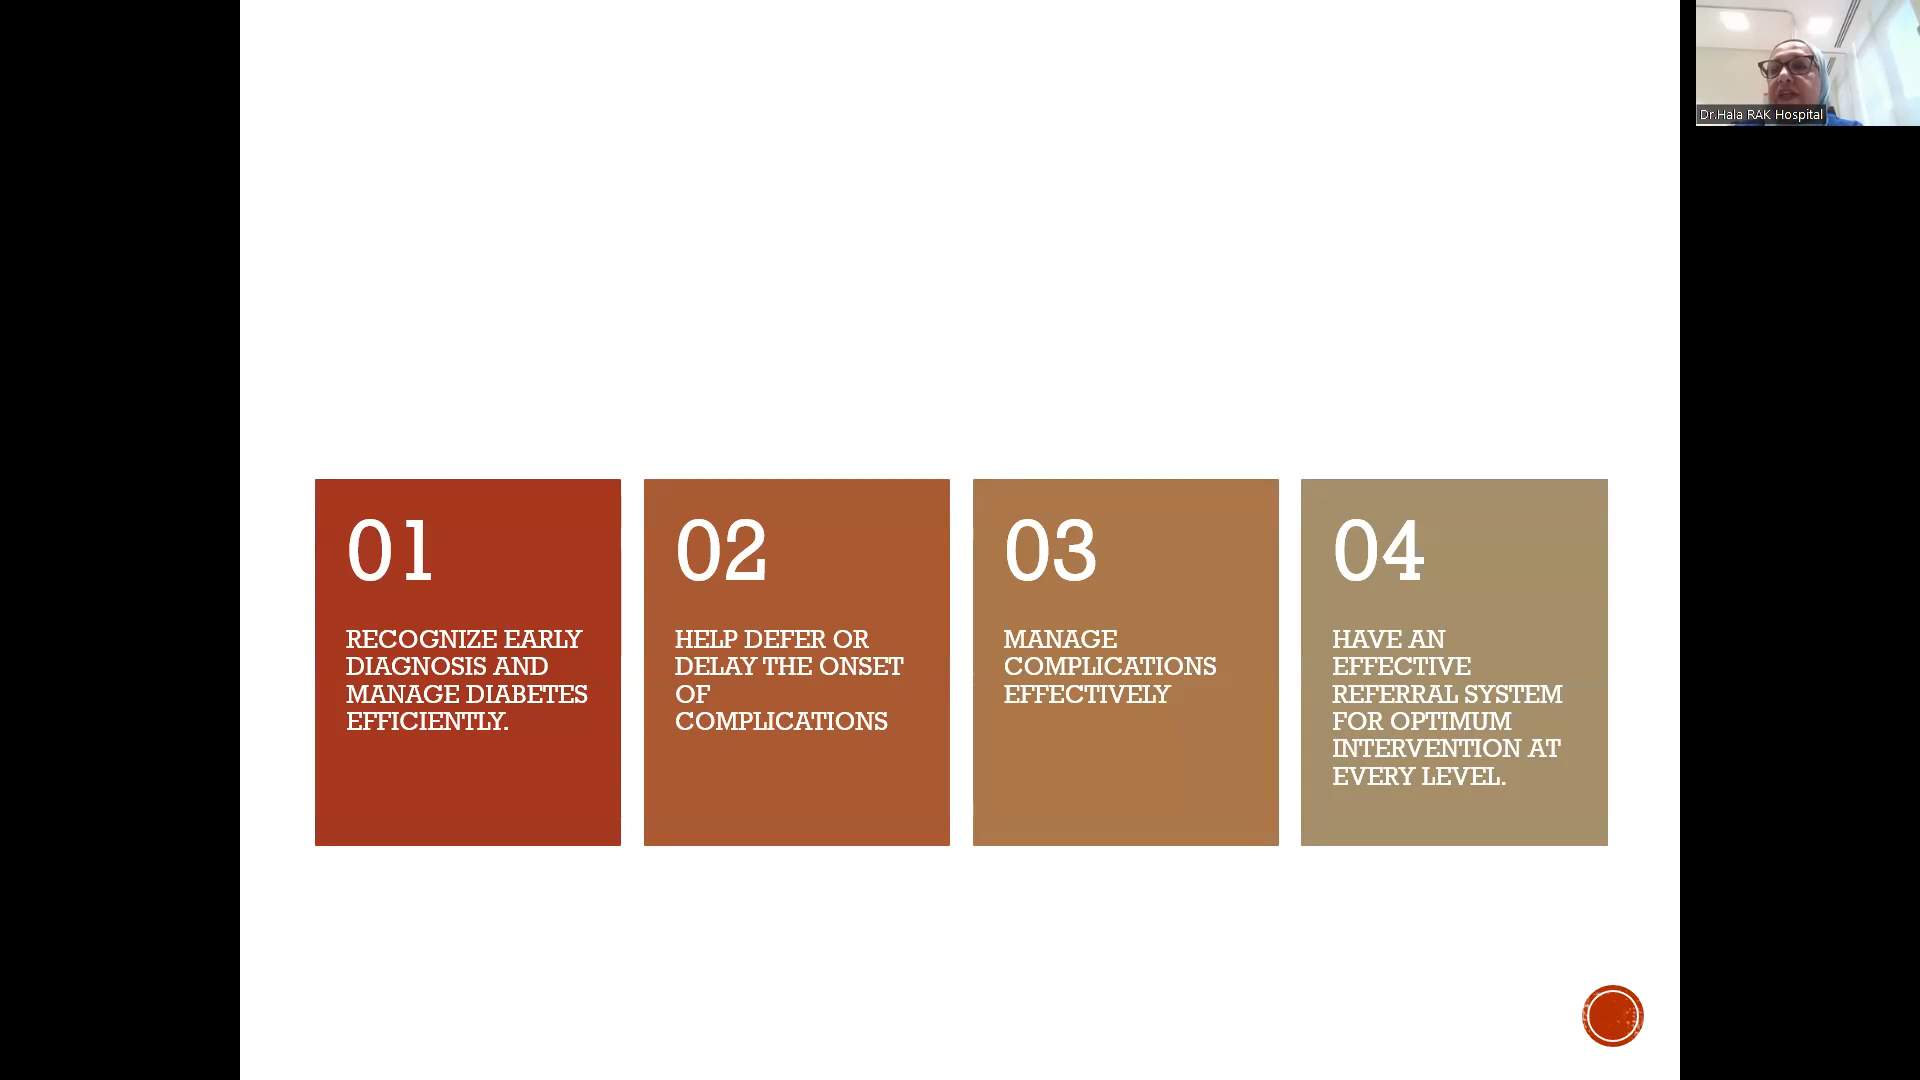 Dr.Hala RAK Hospital
01
RECOGNIZE EARLY
DIAGNOSIS AND
MANAGE DIABETES
EFFICIENTLY.
02
HELP DEFER OR
DELAY THE ONSET
OF
COMPLICATIONS
03
MANAGE
COMPLICATIONS
EFFECTIVELY
04
HAVE AN
EFFECTIVE
REFERRAL SYSTEM
FOR OPTIMUM
INTERVENTION AT
EVERY LEVEL.